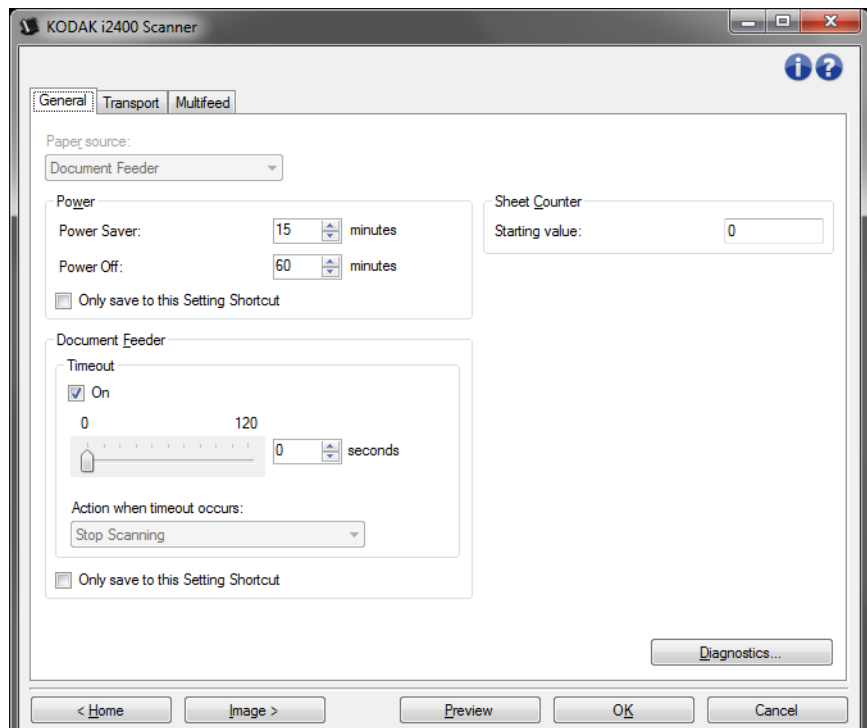 KODAK i2400 Scanner
General Transport Multifeed
Paper source:
Document Feeder
Power
Power Saver: 15 minutes
Power Off: 60 minutes
Only save to this Setting Shortcut
Sheet Counter
Starting value: 0
Document Feeder
Timeout
On
0 120
0 seconds
Action when timeout occurs:
Stop Scanning
Only save to this Setting Shortcut
Diagnostics...
< Home Image > Preview OK Cancel